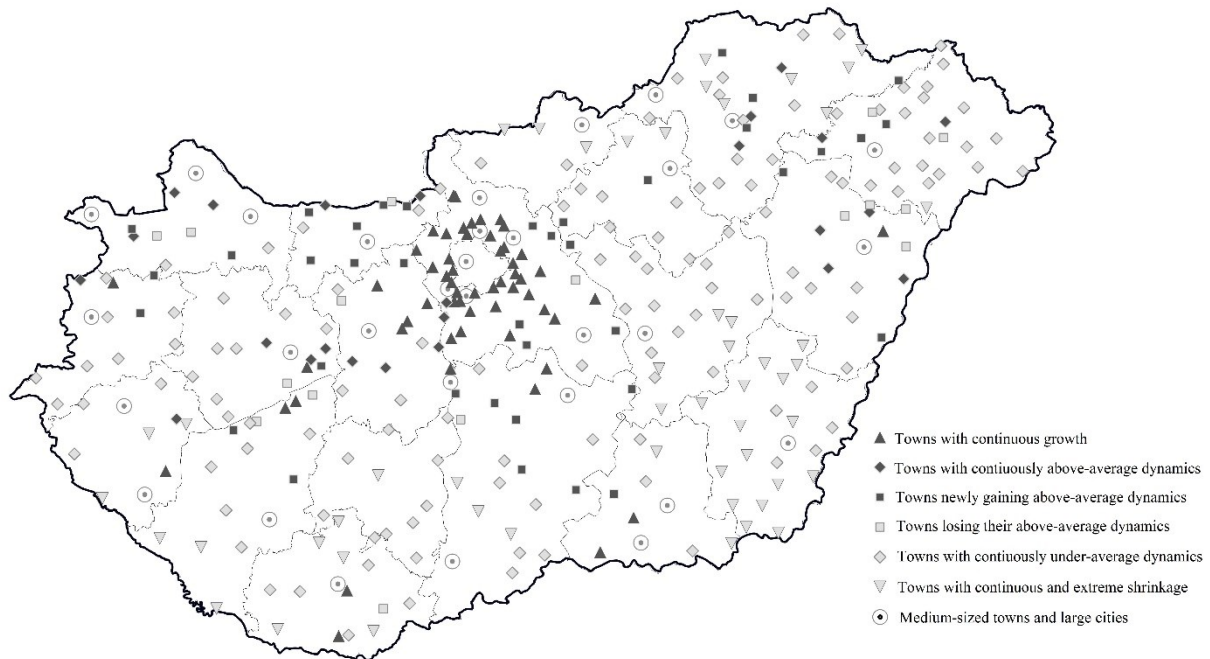 Towns with continuous growth
Towns with contiuously above-average dynamics
Towns newly gaining above-average dynamics
Towns losing their above-average dynamics
Towns with contiuously under-average dynamics
Towns with continuous and extreme shrinkage
Medium-sized towns and large cities